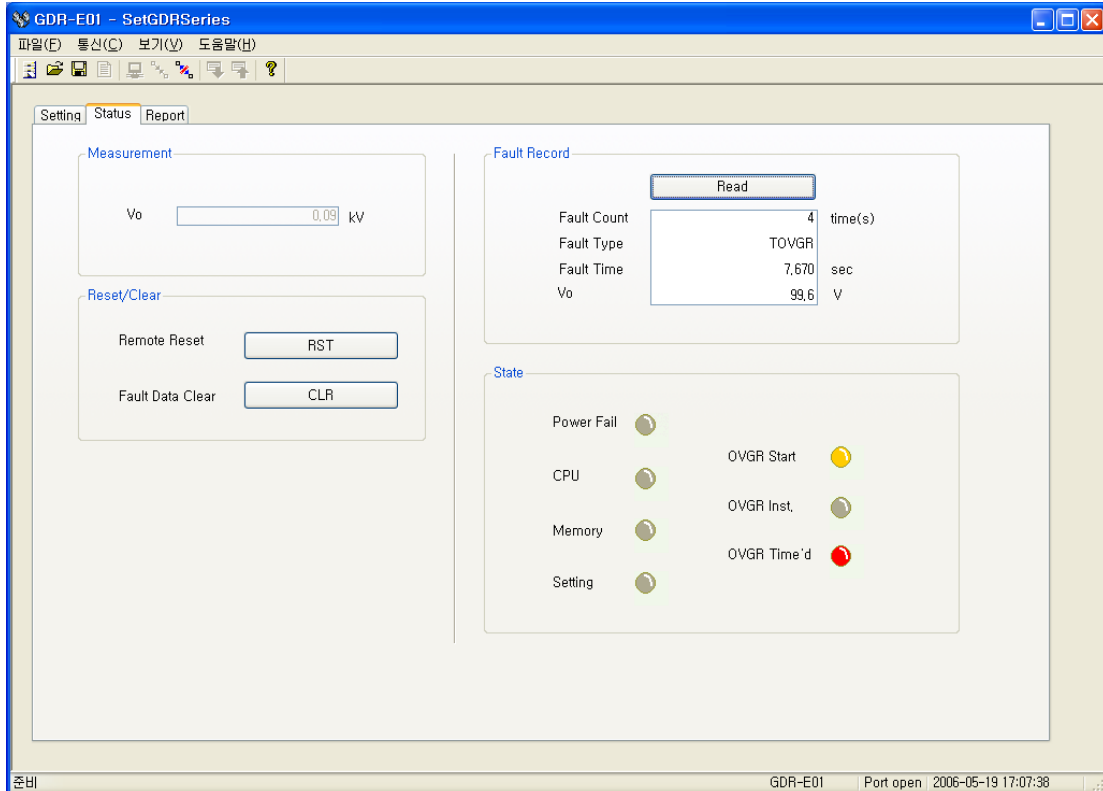 GDR-E01 - SetGDRSeries
파일(F) 통신(C) 보기(V) 도움말(H)
Setting Status Report
Measurement
Vo 0,09 kV
Reset/Clear
Remote Reset RST
Fault Data Clear CLR
Fault Record
Read
Fault Count 4 time(s)
Fault Type TOVGR
Fault Time 7,670 sec
Vo 99,6 V
State
Power Fail
CPU
Memory
Setting
OVGR Start
OVGR Inst,
OVGR Time'd
준비 GDR-E01 Port open 2006-05-19 17:07:38